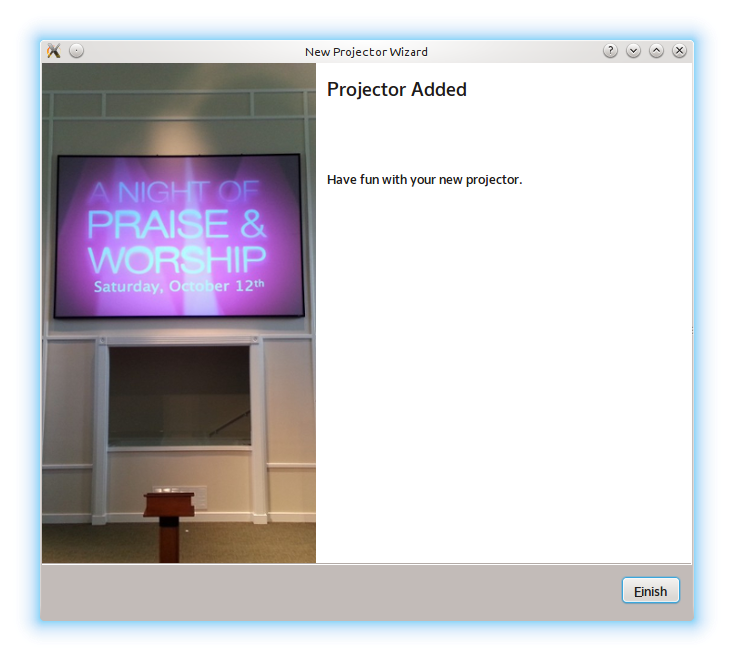 New Projector Wizard
A NIGHT OF
PRAISE &
WORSHIP
Saturday, October 12th
Projector Added
Have fun with your new projector.
Finish